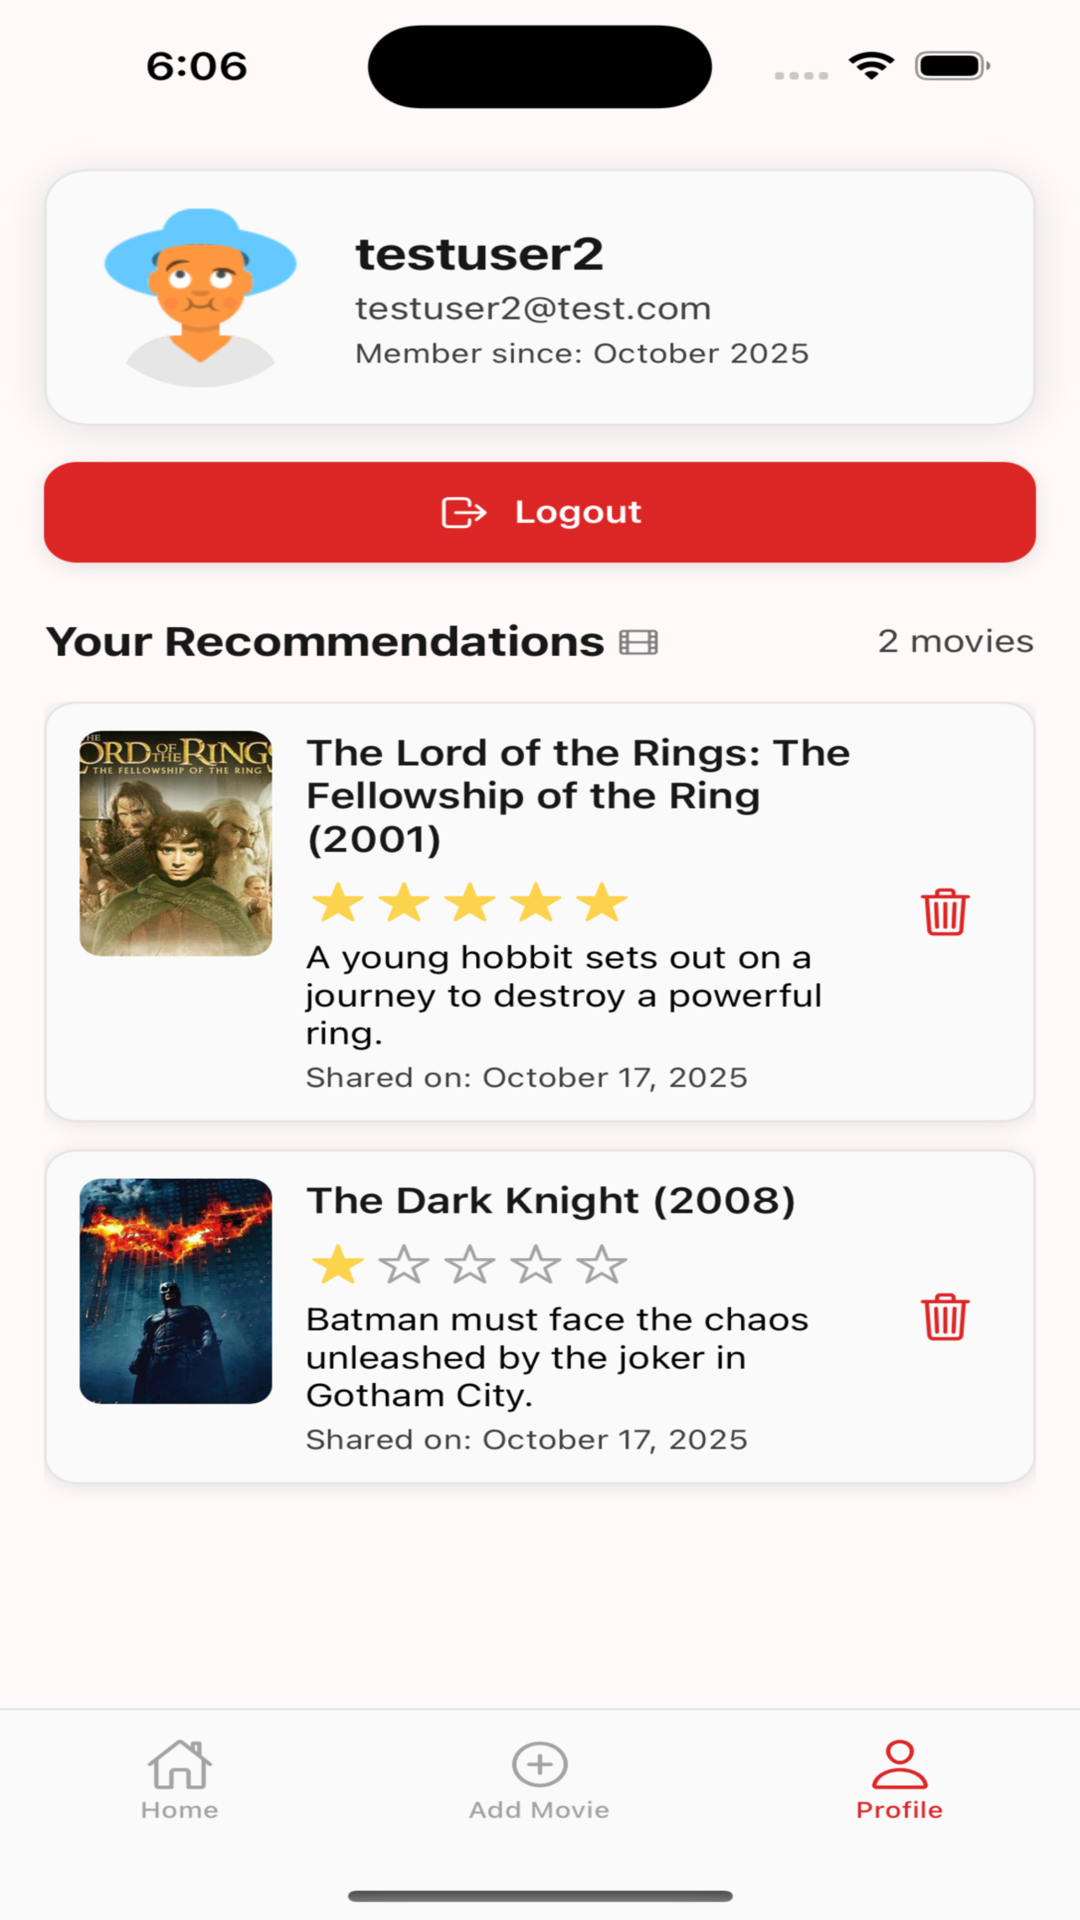 6:06
testuser2
testuser2@test.com
Member since: October 2025
Logout
Your Recommendations
2 movies
THE
LORD OF THE RINGS
THE FELLOWSHIP OF THE RING
The Lord of the Rings: The
Fellowship of the Ring
(2001)
A young hobbit sets out on a
journey to destroy a powerful
ring.
Shared on: October 17, 2025
The Dark Knight (2008)
Batman must face the chaos
unleashed by the joker in
Gotham City.
Shared on: October 17, 2025
Home
Add Movie
Profile